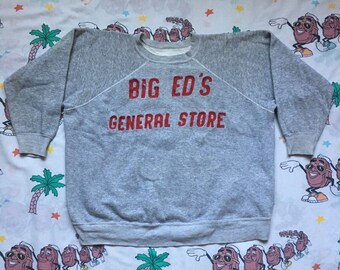 BIG ED'S
GENERAL STORE